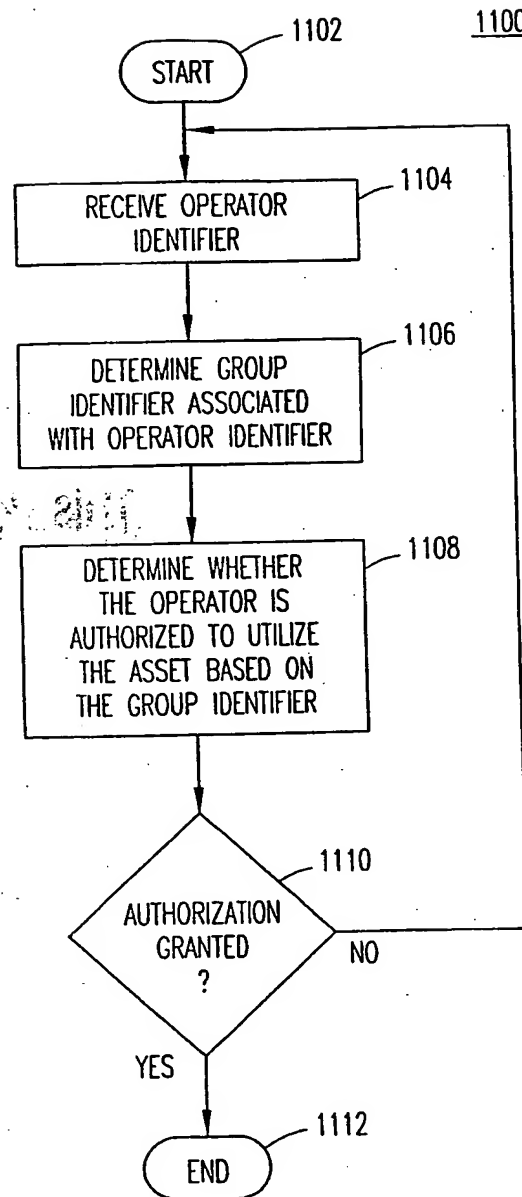 1102
1100
START
1104
RECEIVE OPERATOR
IDENTIFIER
1106
DETERMINE GROUP
IDENTIFIER ASSOCIATED
WITH OPERATOR IDENTIFIER
1108
DETERMINE WHETHER
THE OPERATOR IS
AUTHORIZED TO UTILIZE
THE ASSET BASED ON
THE GROUP IDENTIFIER
1110
AUTHORIZATION
GRANTED
?
NO
YES
1112
END